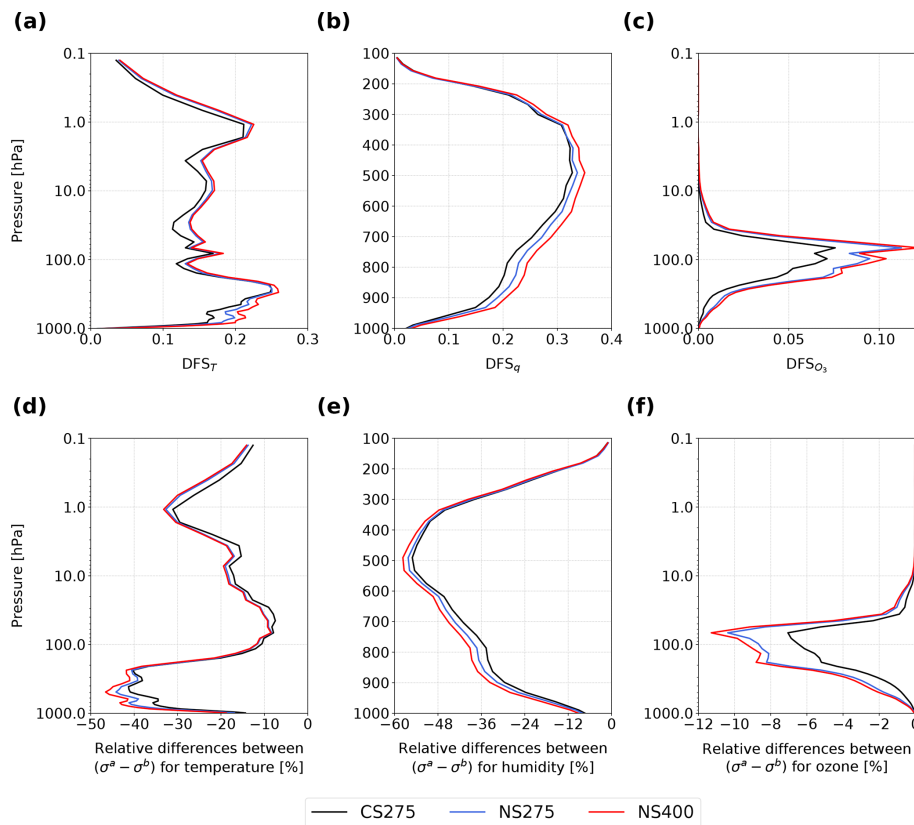 (a) (b) (c)
0.1 100 0.1
200
1.0 300 1.0
400
10.0 500 10.0
600
700
100.0 800 100.0
900
1000.0 1000 1000.0
Pressure [hPa]
0.0 0.1 0.2 0.3 0.0 0.1 0.2 0.3 0.4 0.00 0.05 0.10
DFS_T DFS_q DFS_{O_3}
(d) (e) (f)
0.1 100 0.1
200
1.0 300 1.0
400
10.0 500 10.0
600
700
100.0 800 100.0
900
1000.0 1000 1000.0
Pressure [hPa]
−50 −40 −30 −20 −10 0 −60 −48 −36 −24 −12 0 −12 −10 −8 −6 −4 −2 0
Relative differences between Relative differences between Relative differences between
(σ^a − σ^b) for temperature [%] (σ^a − σ^b) for humidity [%] (σ^a − σ^b) for ozone [%]
CS275 NS275 NS400